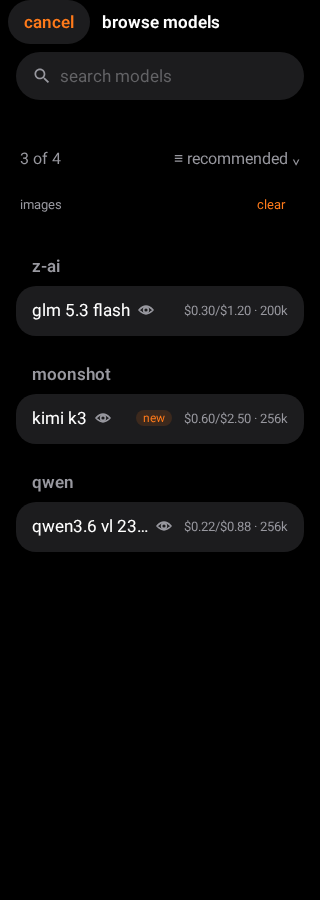 cancel browse models
search models
3 of 4 ≡ recommended ⌄
images clear
z-ai
glm 5.3 flash $0.30/$1.20 · 200k
moonshot
kimi k3 new $0.60/$2.50 · 256k
qwen
qwen3.6 vl 23… $0.22/$0.88 · 256k